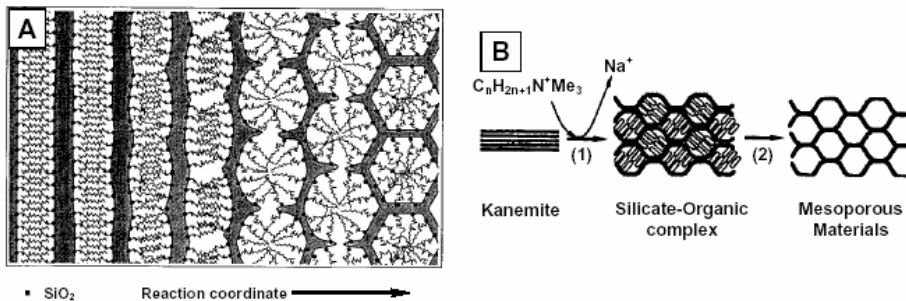 A
▪ SiO₂ Reaction coordinate
B
Na⁺
CₙH₂ₙ₊₁N⁺Me₃
(1)
(2)
Kanemite
Silicate-Organic
complex
Mesoporous
Materials